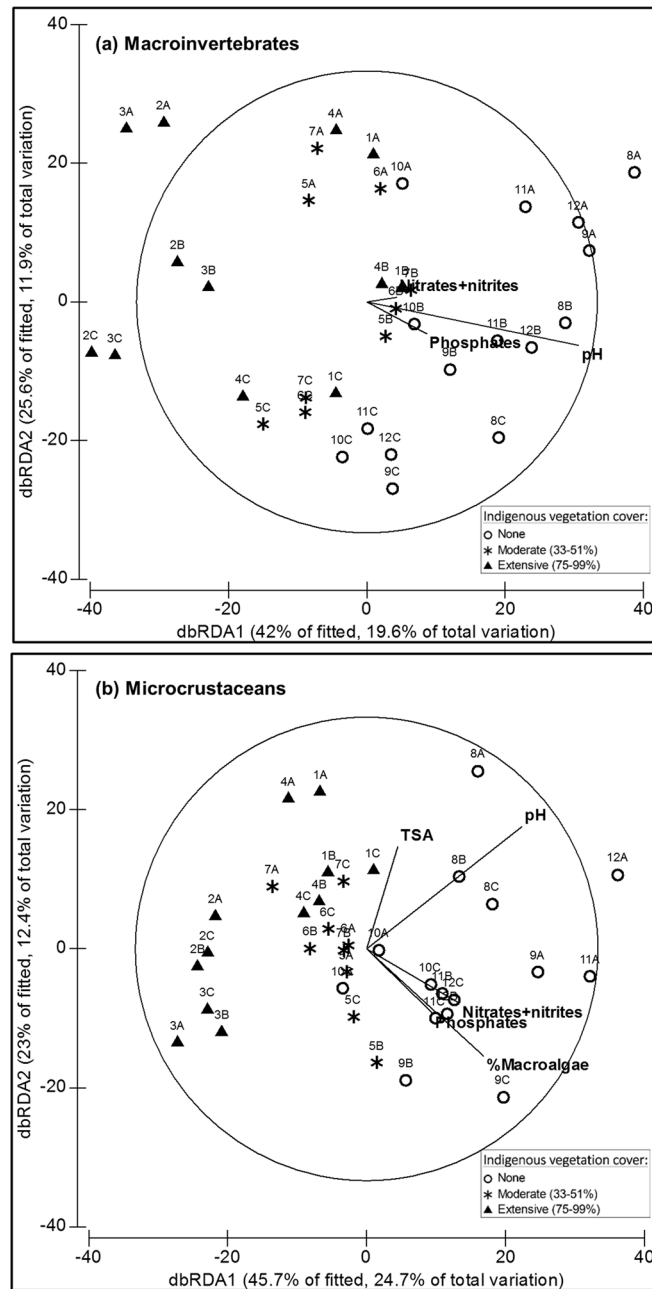 (a) Macroinvertebrates
40
20
0
-20
-40
-40
-20
0
20
40
dbRDA2 (25.6% of fitted, 11.9% of total variation)
dbRDA1 (42% of fitted, 19.6% of total variation)
3A
2A
4A
7A
1A
10A
6A
5A
8A
11A
12A
9A
2B
3B
4B
1B
7B
itrates+nitrites
6B
10B
Phosphates
5B
8B
11B
12B
pH
9B
2C
3C
4C
5C
7C
1C
11C
10C
12C
9C
8C
Indigenous vegetation cover:
None
Moderate (33-51%)
Extensive (75-99%)
(b) Microcrustaceans
40
20
0
-20
-40
-40
-20
0
20
40
dbRDA2 (23% of fitted, 12.4% of total variation)
dbRDA1 (45.7% of fitted, 24.7% of total variation)
8A
4A
1A
pH
TSA
1B
7C
1C
8B
12A
7A
4B
4C
8C
2A
6C
6A
2C
6B
7B
10A
2B
5A
9A
11A
10C
11B
12C
3C
3B
3A
5C
11C
Nitrates+nitrites
Phosphates
5B
%Macroalgae
9B
9C
Indigenous vegetation cover:
None
Moderate (33-51%)
Extensive (75-99%)